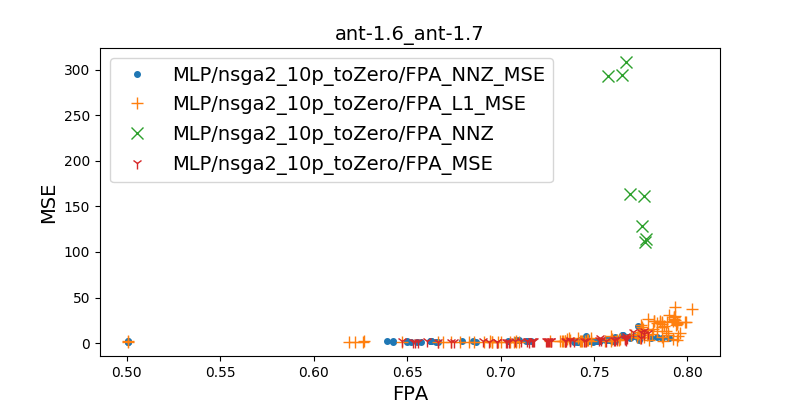 ant-1.6_ant-1.7
MLP/nsga2_10p_toZero/FPA_NNZ_MSE
MLP/nsga2_10p_toZero/FPA_L1_MSE
MLP/nsga2_10p_toZero/FPA_NNZ
MLP/nsga2_10p_toZero/FPA_MSE
MSE
300
250
200
150
100
50
0
0.50 0.55 0.60 0.65 0.70 0.75 0.80
FPA